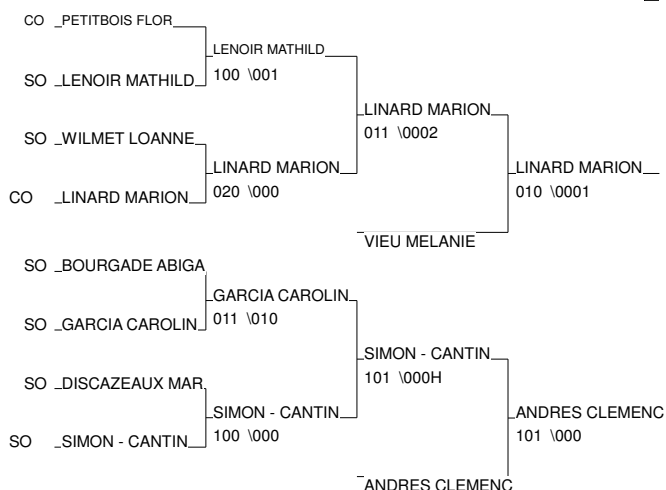 CO PETITBOIS FLOR
LENOIR MATHILD
100 \001
SO LENOIR MATHILD
LINARD MARION
011 \0002
SO WILMET LOANNE
LINARD MARION
020 \000
LINARD MARION
010 \0001
CO LINARD MARION
VIEU MELANIE
SO BOURGADE ABIGA
GARCIA CAROLIN
011 \010
SO GARCIA CAROLIN
SIMON - CANTIN
101 \000H
SO DISCAZEAUX MAR
SIMON - CANTIN
100 \000
ANDRES CLEMENC
101 \000
SO SIMON - CANTIN
ANDRES CLEMENC